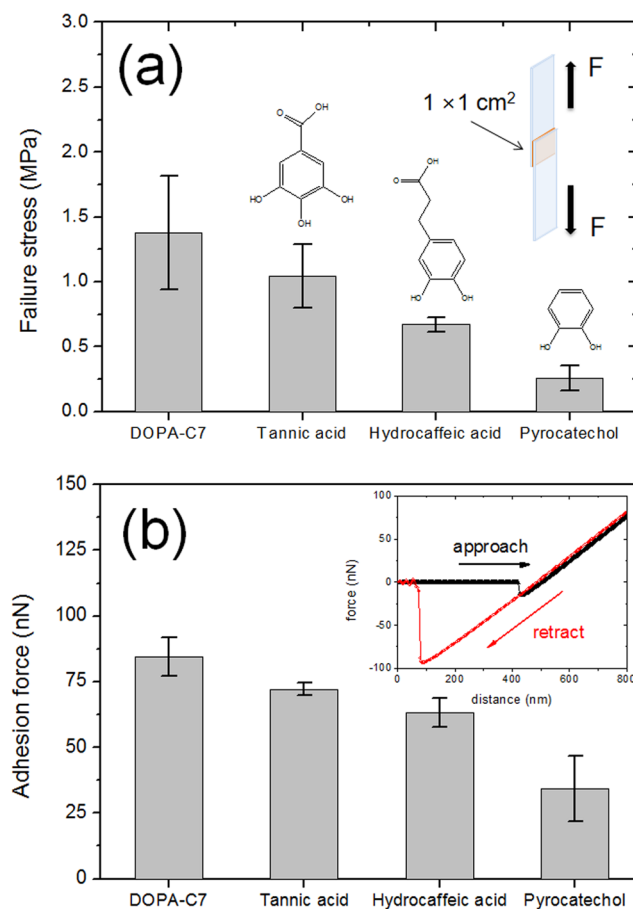 (a)
Failure stress (MPa)
3.0
2.5
2.0
1.5
1.0
0.5
0.0
O
OH
HO
OH
OH
O
OH
HO
OH
HO
OH
1 × 1 cm²
F
F
DOPA-C7
Tannic acid
Hydrocaffeic acid
Pyrocatechol
(b)
Adhesion force (nN)
150
125
100
75
50
25
0
force (nN)
100
50
0
-50
-100
approach
retract
0
200
400
600
800
distance (nm)
DOPA-C7
Tannic acid
Hydrocaffeic acid
Pyrocatechol